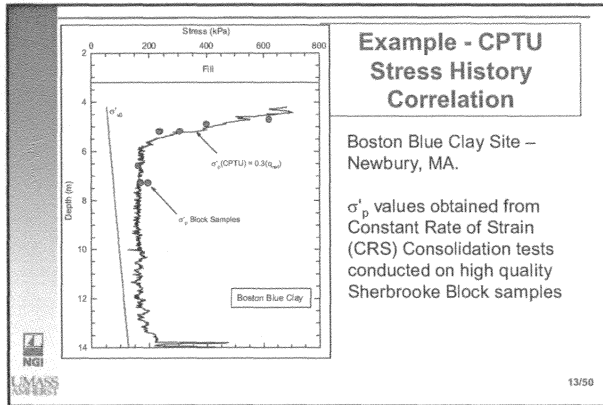 Stress (kPa)
0 200 400 600 800
2
4
6
8
10
12
14
Depth (m)
Fill
σ'v0
σ'p(CPTU) = 0.3(qnet)
σ'p Block Samples
Boston Blue Clay
Example - CPTU
Stress History
Correlation
Boston Blue Clay Site –
Newbury, MA.
σ'p values obtained from
Constant Rate of Strain
(CRS) Consolidation tests
conducted on high quality
Sherbrooke Block samples
NGI
UMASS
AMHERST
13/50